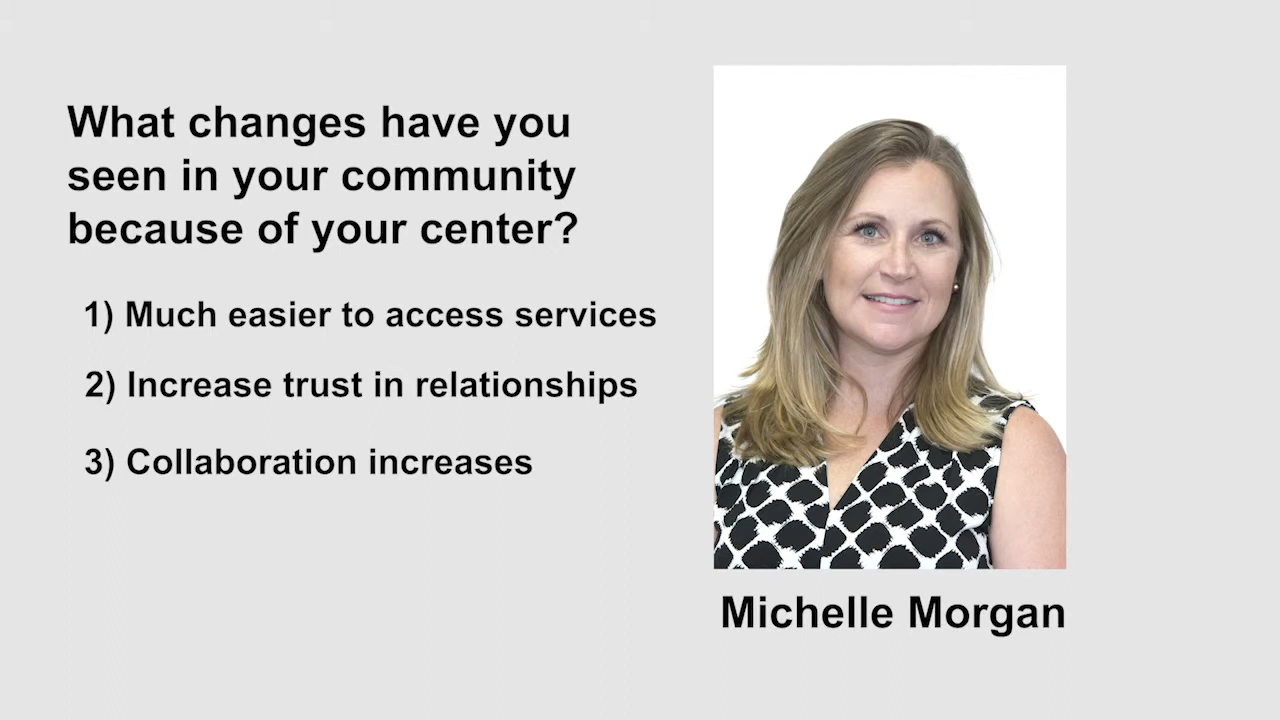 What changes have you
seen in your community
because of your center?
1) Much easier to access services
2) Increase trust in relationships
3) Collaboration increases
Michelle Morgan